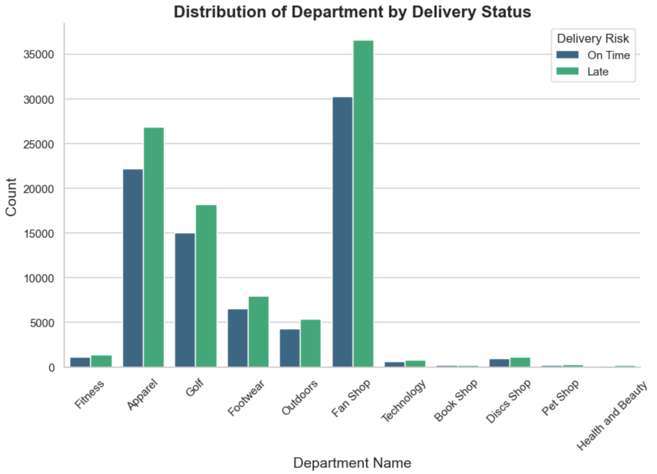 Distribution of Department by Delivery Status
Delivery Risk
On Time
Late
Count
35000
30000
25000
20000
15000
10000
5000
0
Fitness
Apparel
Golf
Footwear
Outdoors
Fan Shop
Technology
Book Shop
Discs Shop
Pet Shop
Health and Beauty
Department Name